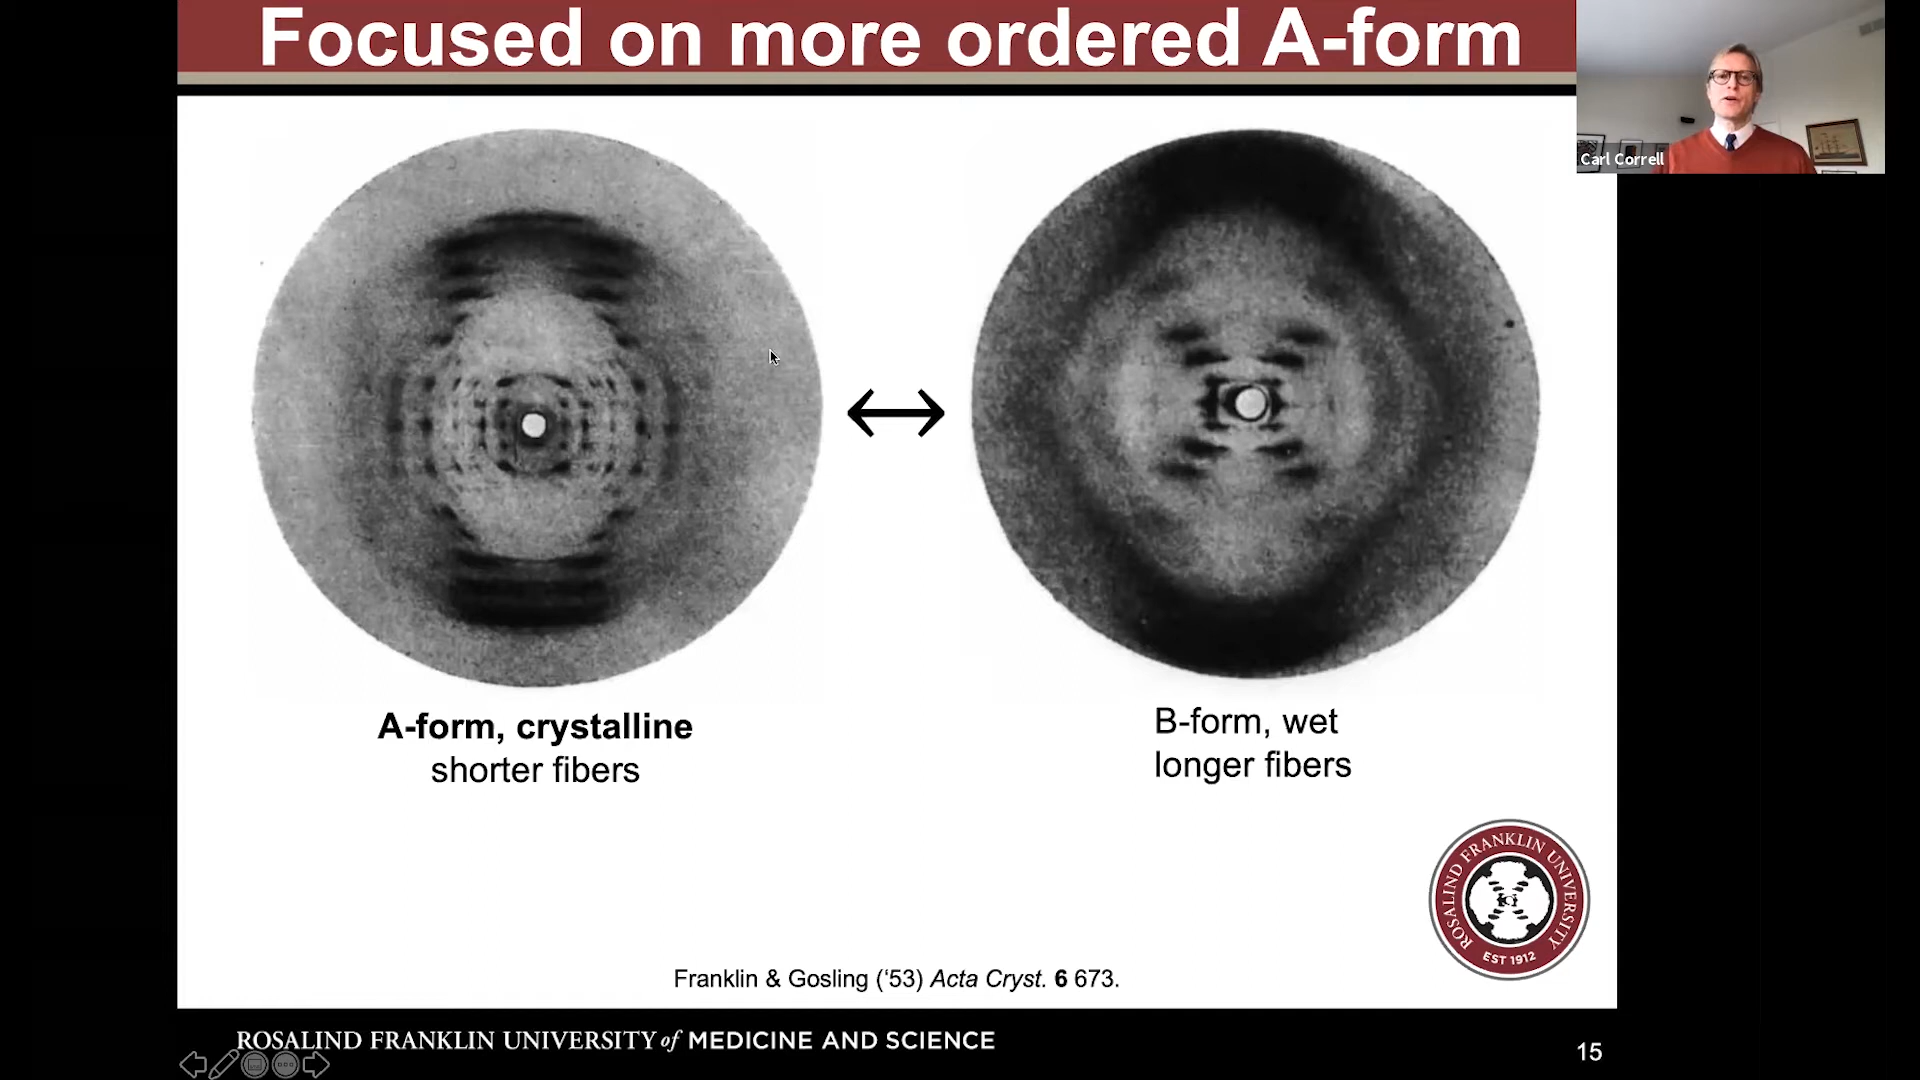 Focused on more ordered A-form
Carl Correll
A-form, crystalline
shorter fibers
B-form, wet
longer fibers
ROSALIND FRANKLIN UNIVERSITY
EST 1912
Franklin & Gosling (‘53) Acta Cryst. 6 673.
ROSALIND FRANKLIN UNIVERSITY of MEDICINE AND SCIENCE
15